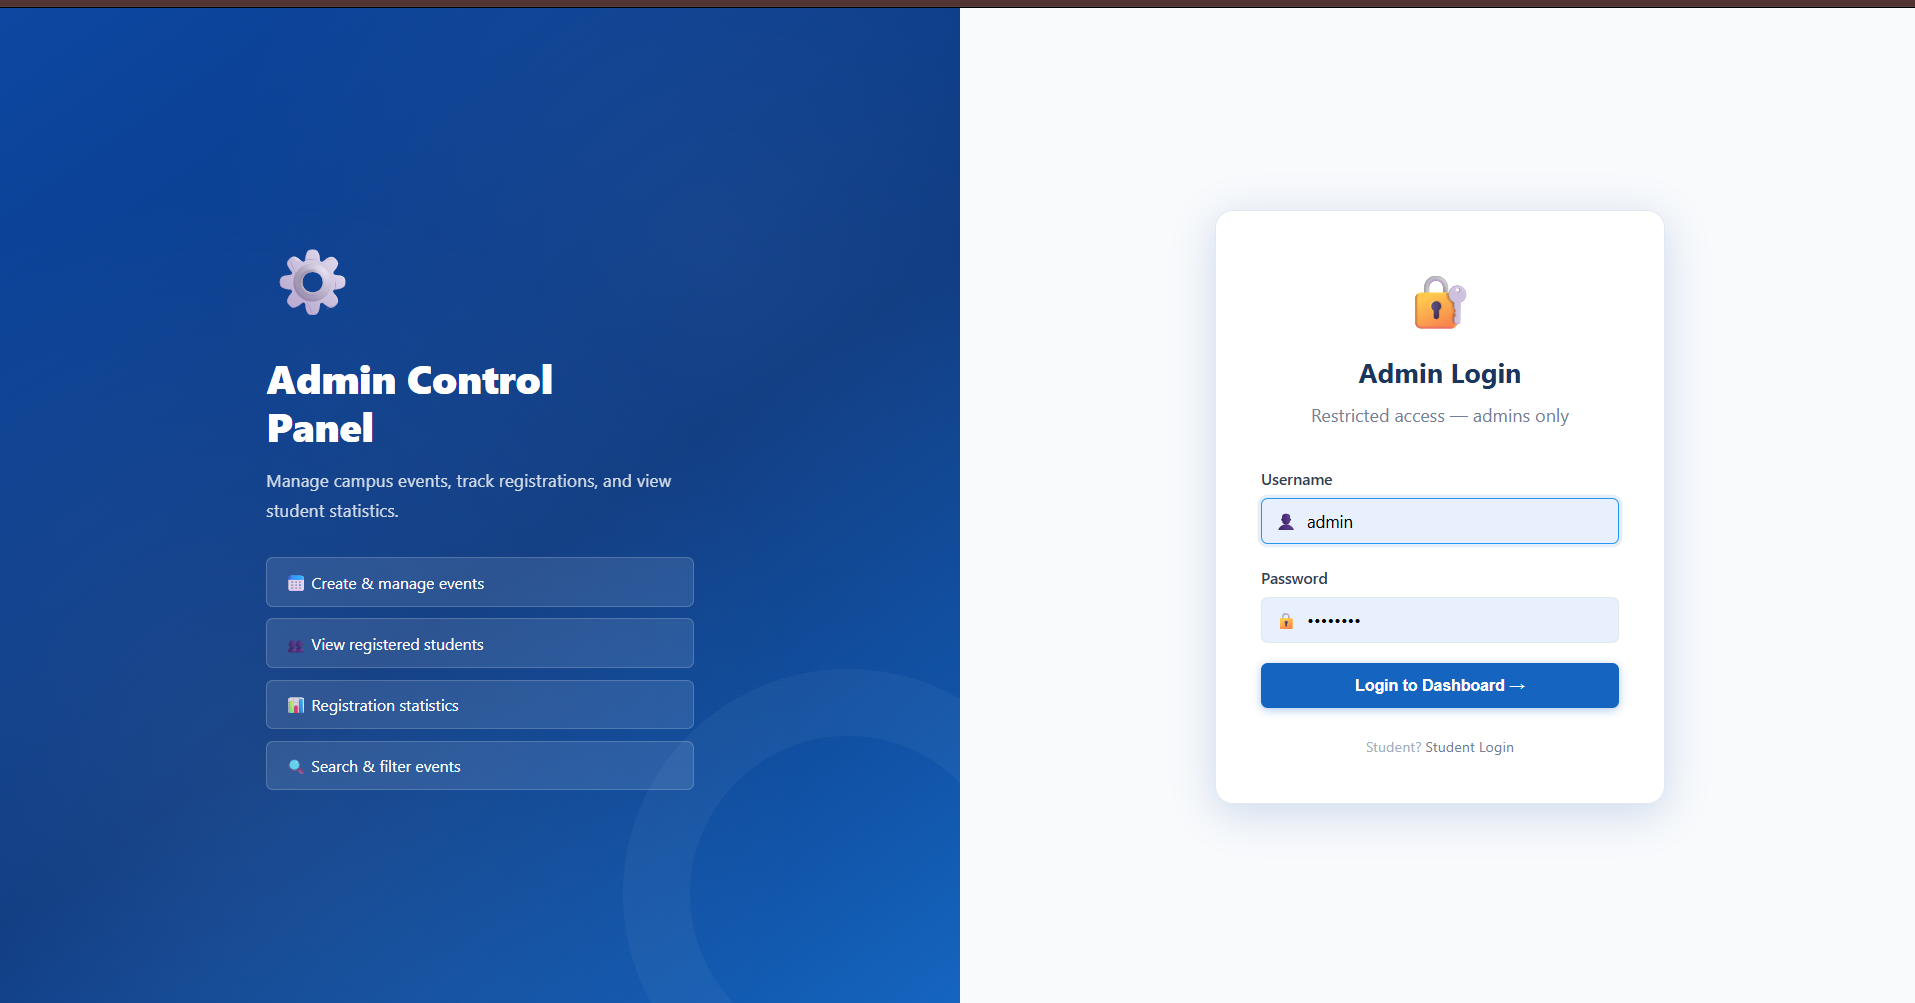 Admin Control
Panel
Manage campus events, track registrations, and view
student statistics.
Create & manage events
View registered students
Registration statistics
Search & filter events
Admin Login
Restricted access — admins only
Username
admin
Password
••••••••
Login to Dashboard →
Student? Student Login